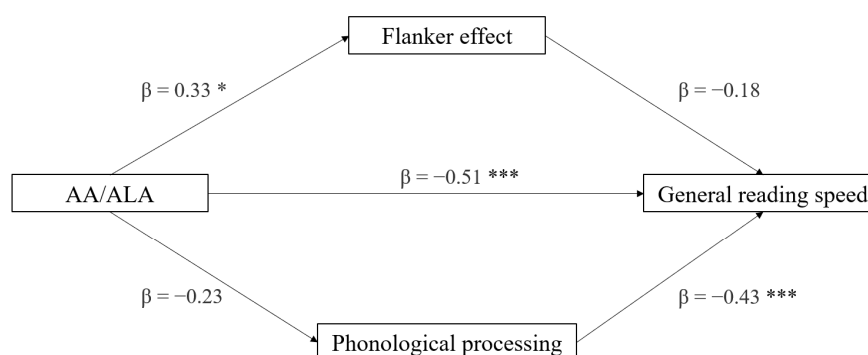 Flanker effect
β = 0.33 *
β = −0.18
β = −0.51 ***
AA/ALA
General reading speed
β = −0.23
β = −0.43 ***
Phonological processing